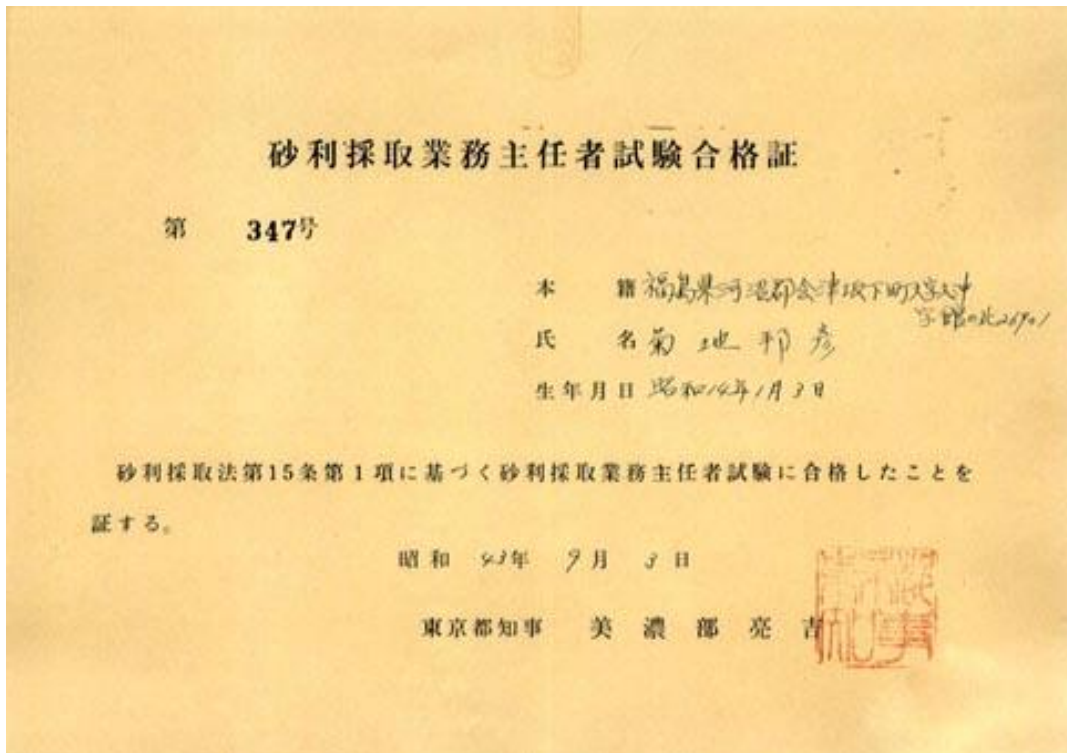 砂利採取業務主任者試験合格証
第 347号
本 籍 福島県河沼郡会津坂下町大字
氏 名 菊地邦彦
生年月日 昭和14年1月3日
砂利採取法第15条第1項に基づく砂利採取業務主任者試験に合格したことを
証する。
昭和 43年 9月 3日
東京都知事 美濃部亮吉